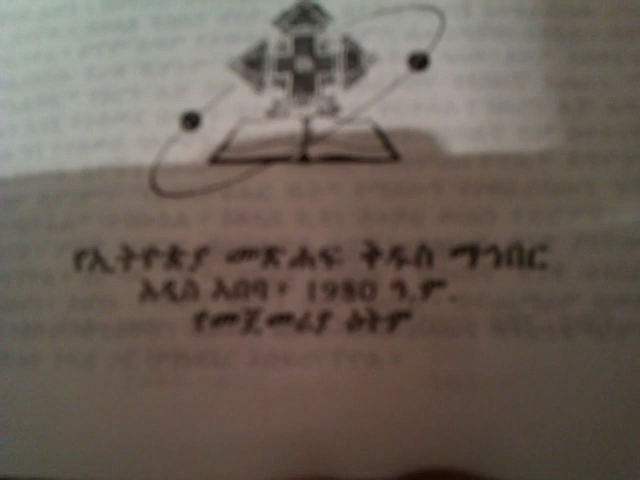 የኢትዮጵያ መጽሐፍ ቅዱስ ማኅበር
አዲስ አበባ፥ 1980 ዓ.ም.
የመጀመሪያ ዕትም